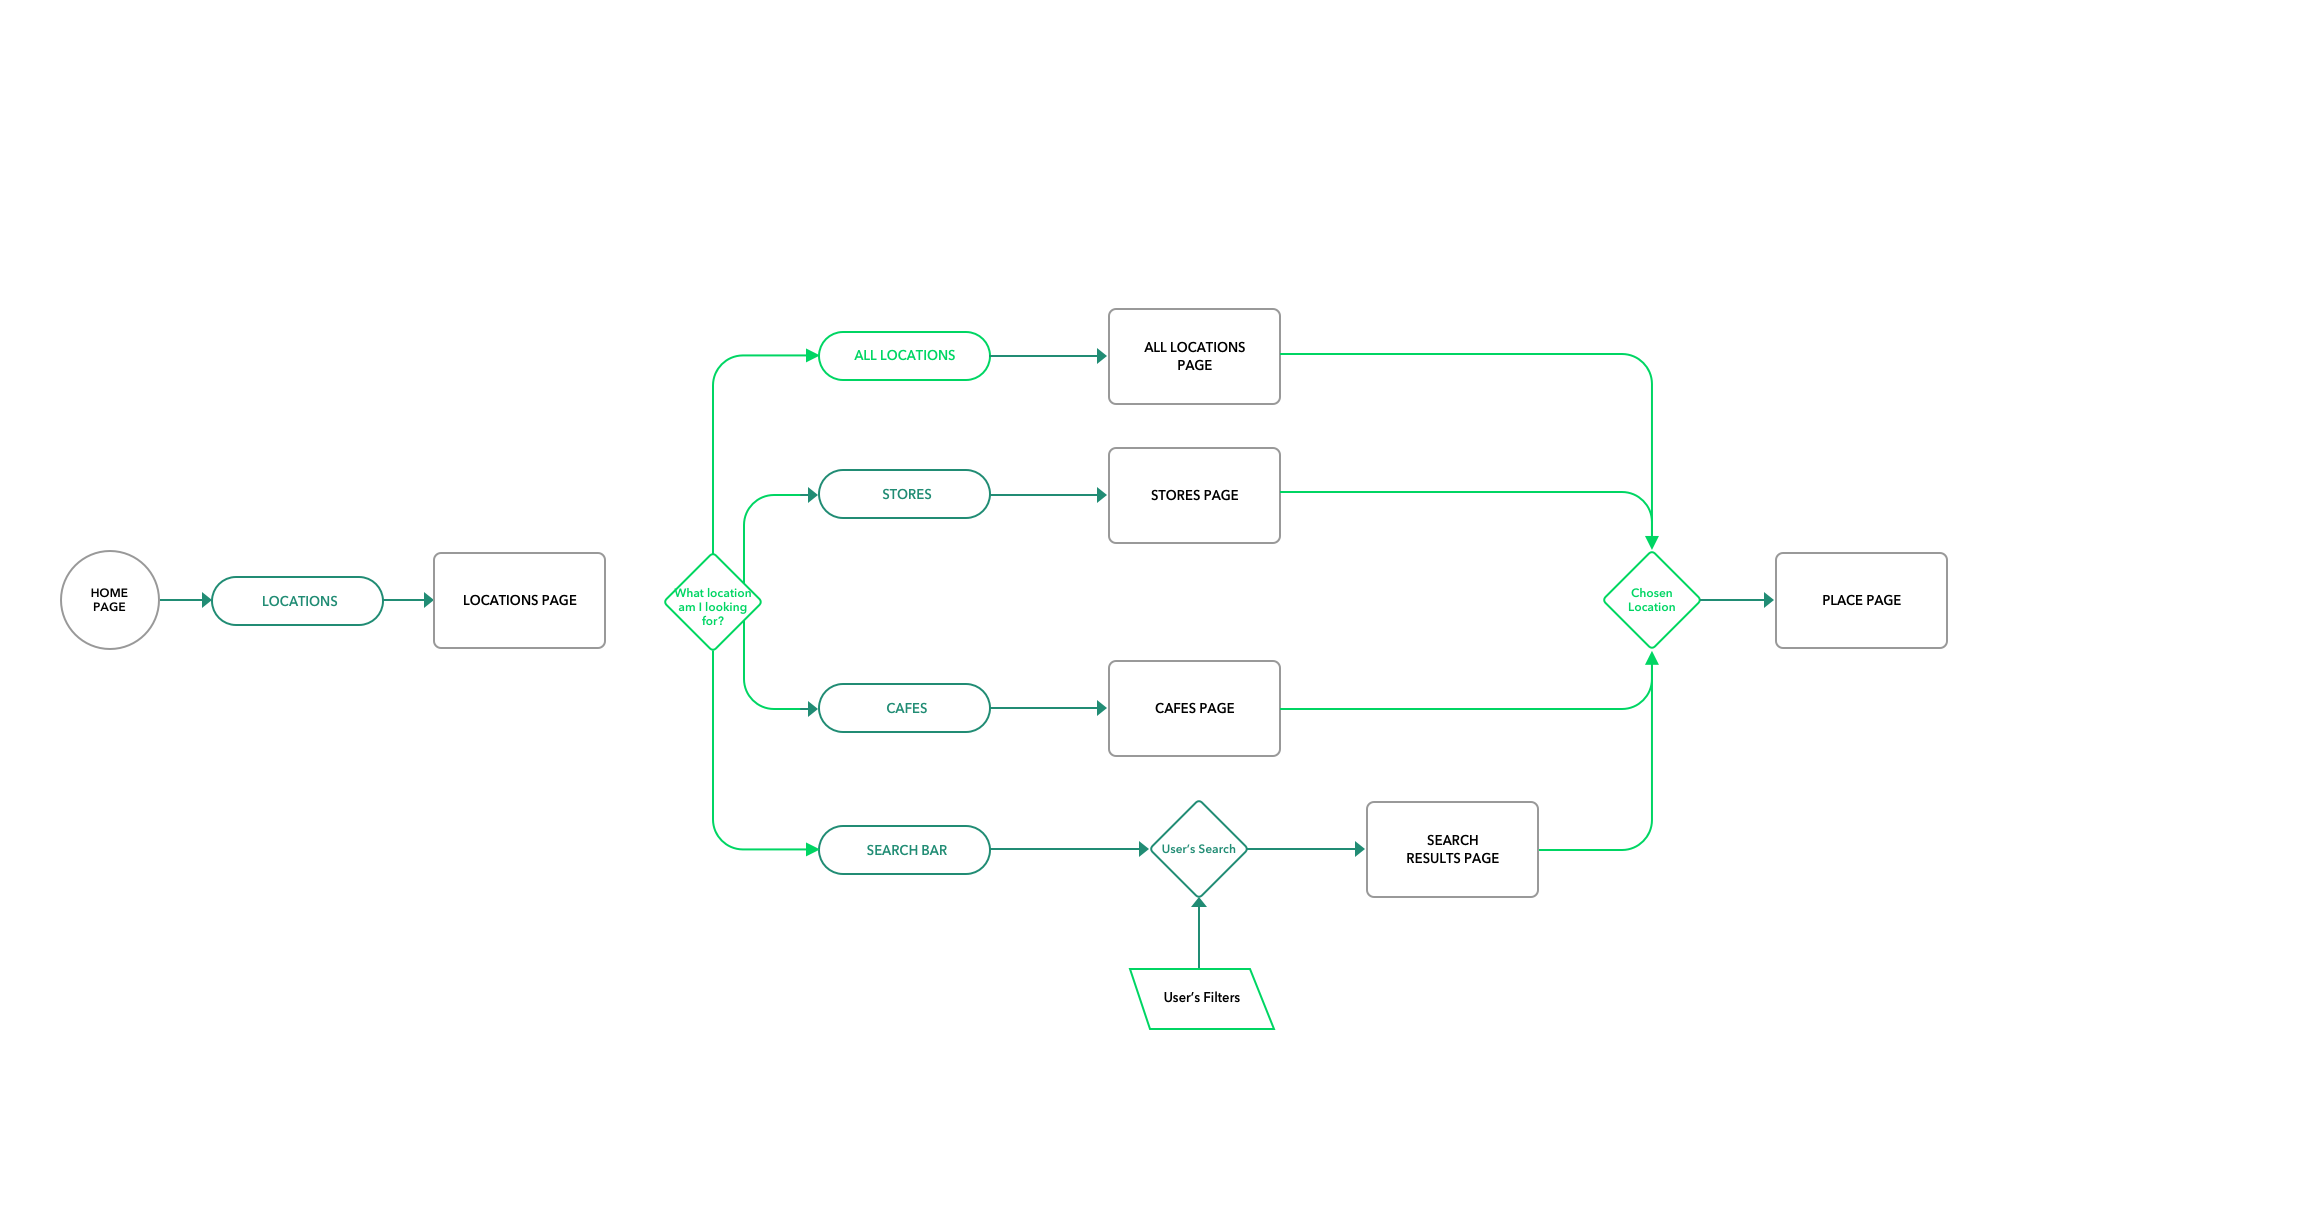 HOME
PAGE
LOCATIONS
LOCATIONS PAGE
What location
am I looking
for?
ALL LOCATIONS
ALL LOCATIONS
PAGE
STORES
STORES PAGE
CAFES
CAFES PAGE
SEARCH BAR
User’s Search
User’s Filters
SEARCH
RESULTS PAGE
Chosen
Location
PLACE PAGE